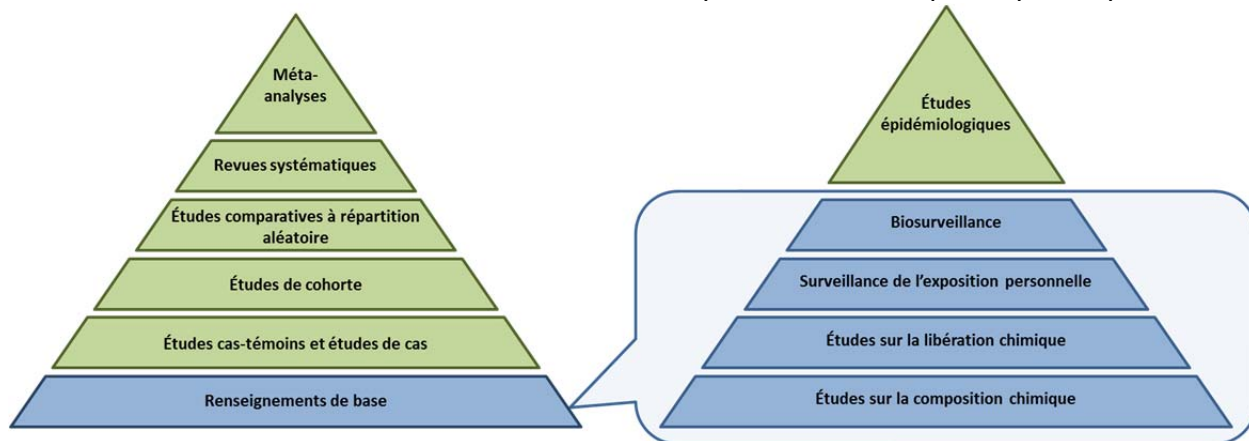 Méta-
analyses
Revues systématiques
Études comparatives à répartition
aléatoire
Études de cohorte
Études cas-témoins et études de cas
Renseignements de base
Études
épidémiologiques
Biosurveillance
Surveillance de l'exposition personnelle
Études sur la libération chimique
Études sur la composition chimique